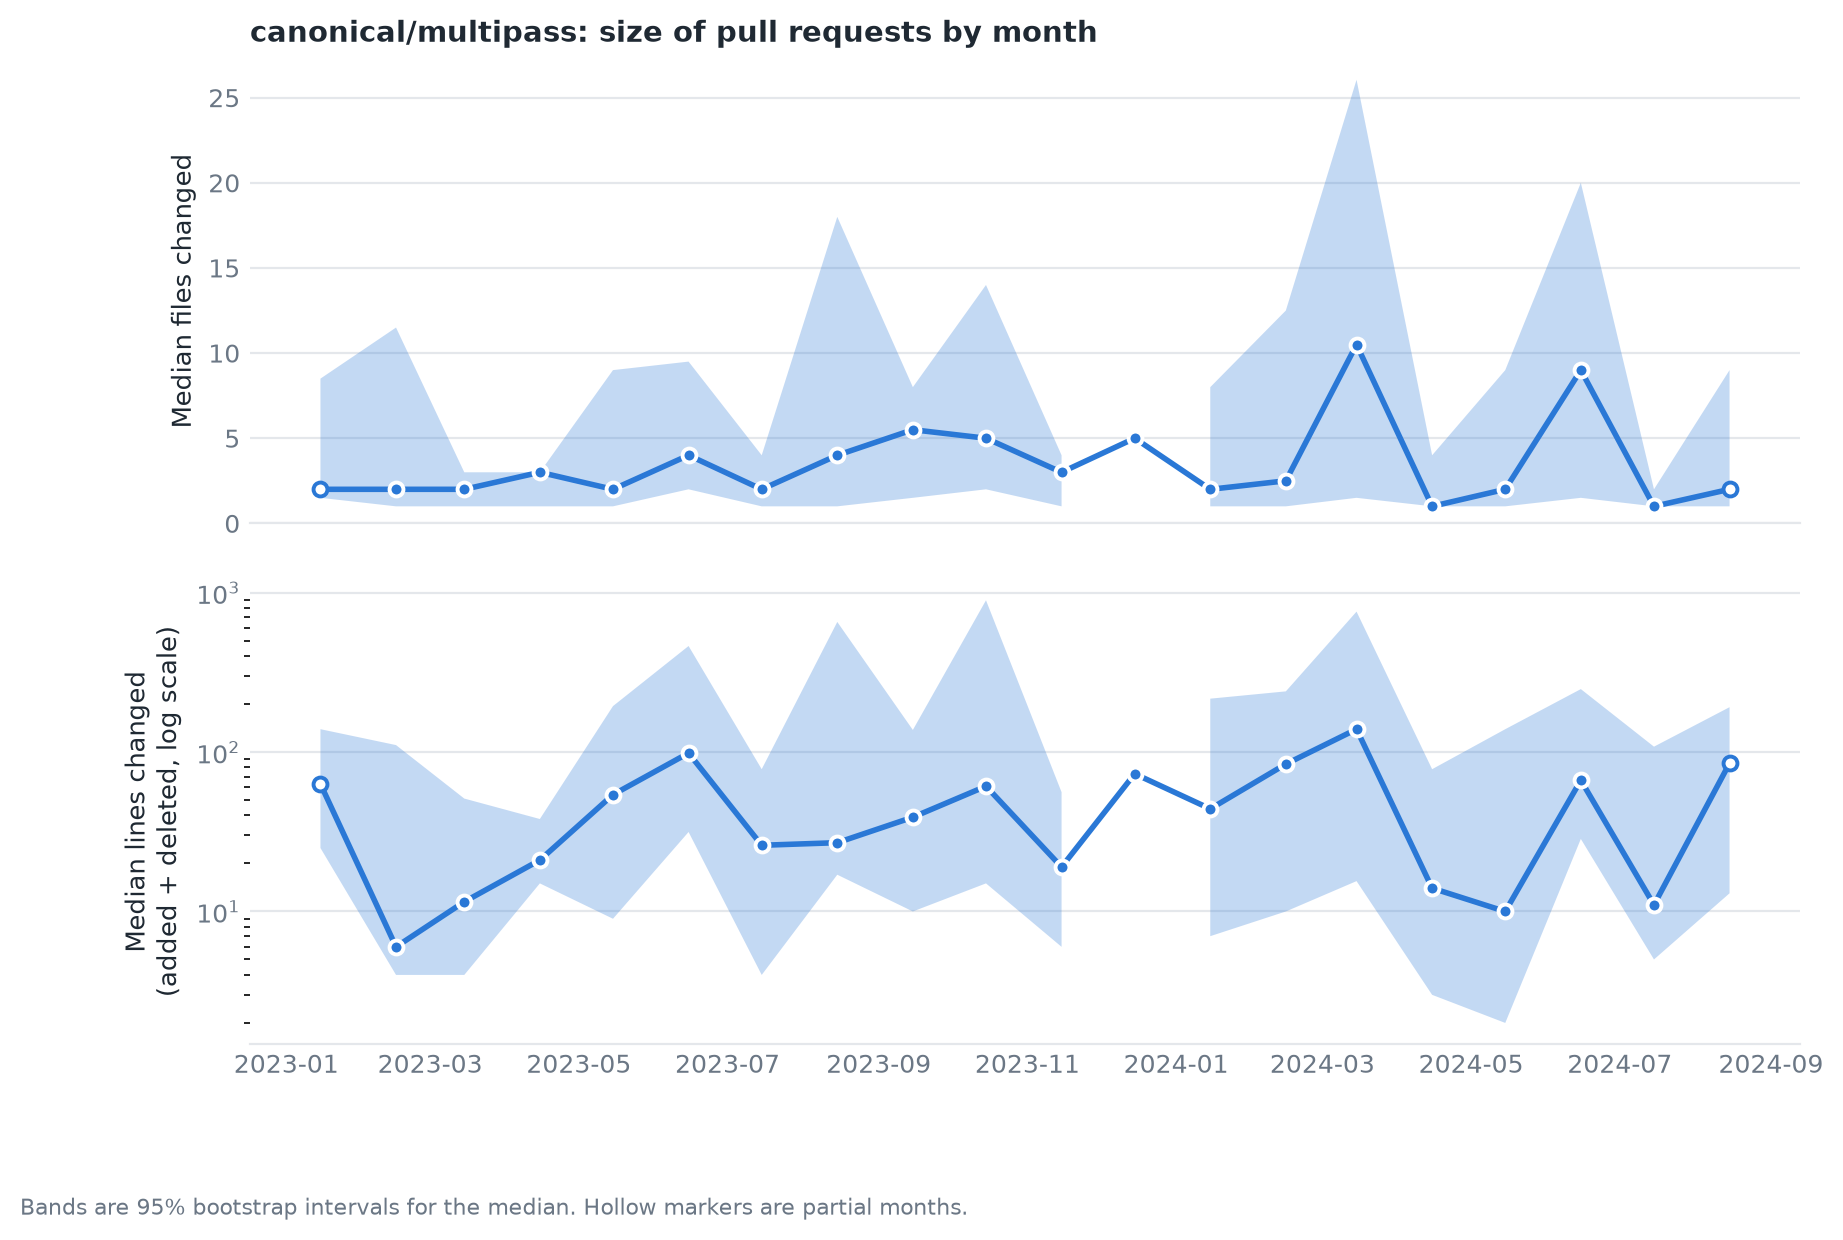 canonical/multipass: size of pull requests by month
Median files changed
25
20
15
10
5
0
Median lines changed
(added + deleted, log scale)
10³
10²
10¹
2023-01 2023-03 2023-05 2023-07 2023-09 2023-11 2024-01 2024-03 2024-05 2024-07 2024-09
Bands are 95% bootstrap intervals for the median. Hollow markers are partial months.